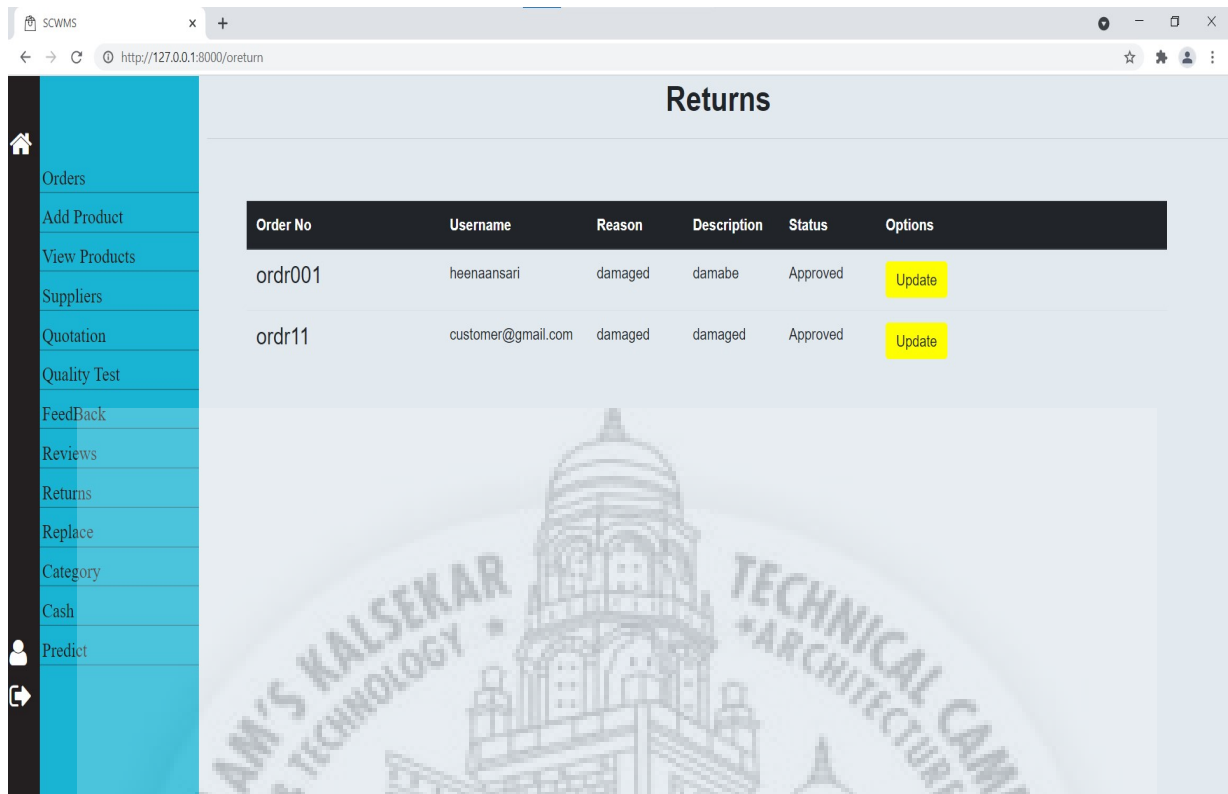 SCWMS
http://127.0.0.1:8000/oreturn
Returns
Orders
Add Product
View Products
Suppliers
Quotation
Quality Test
FeedBack
Reviews
Returns
Replace
Category
Cash
Predict
Order No Username Reason Description Status Options
ordr001 heenaansari damaged damabe Approved Update
ordr11 customer@gmail.com damaged damaged Approved Update
AM'S KALSEKAR TECHNICAL CAM
E TECHNOLOGY * *ARCHITECTURE